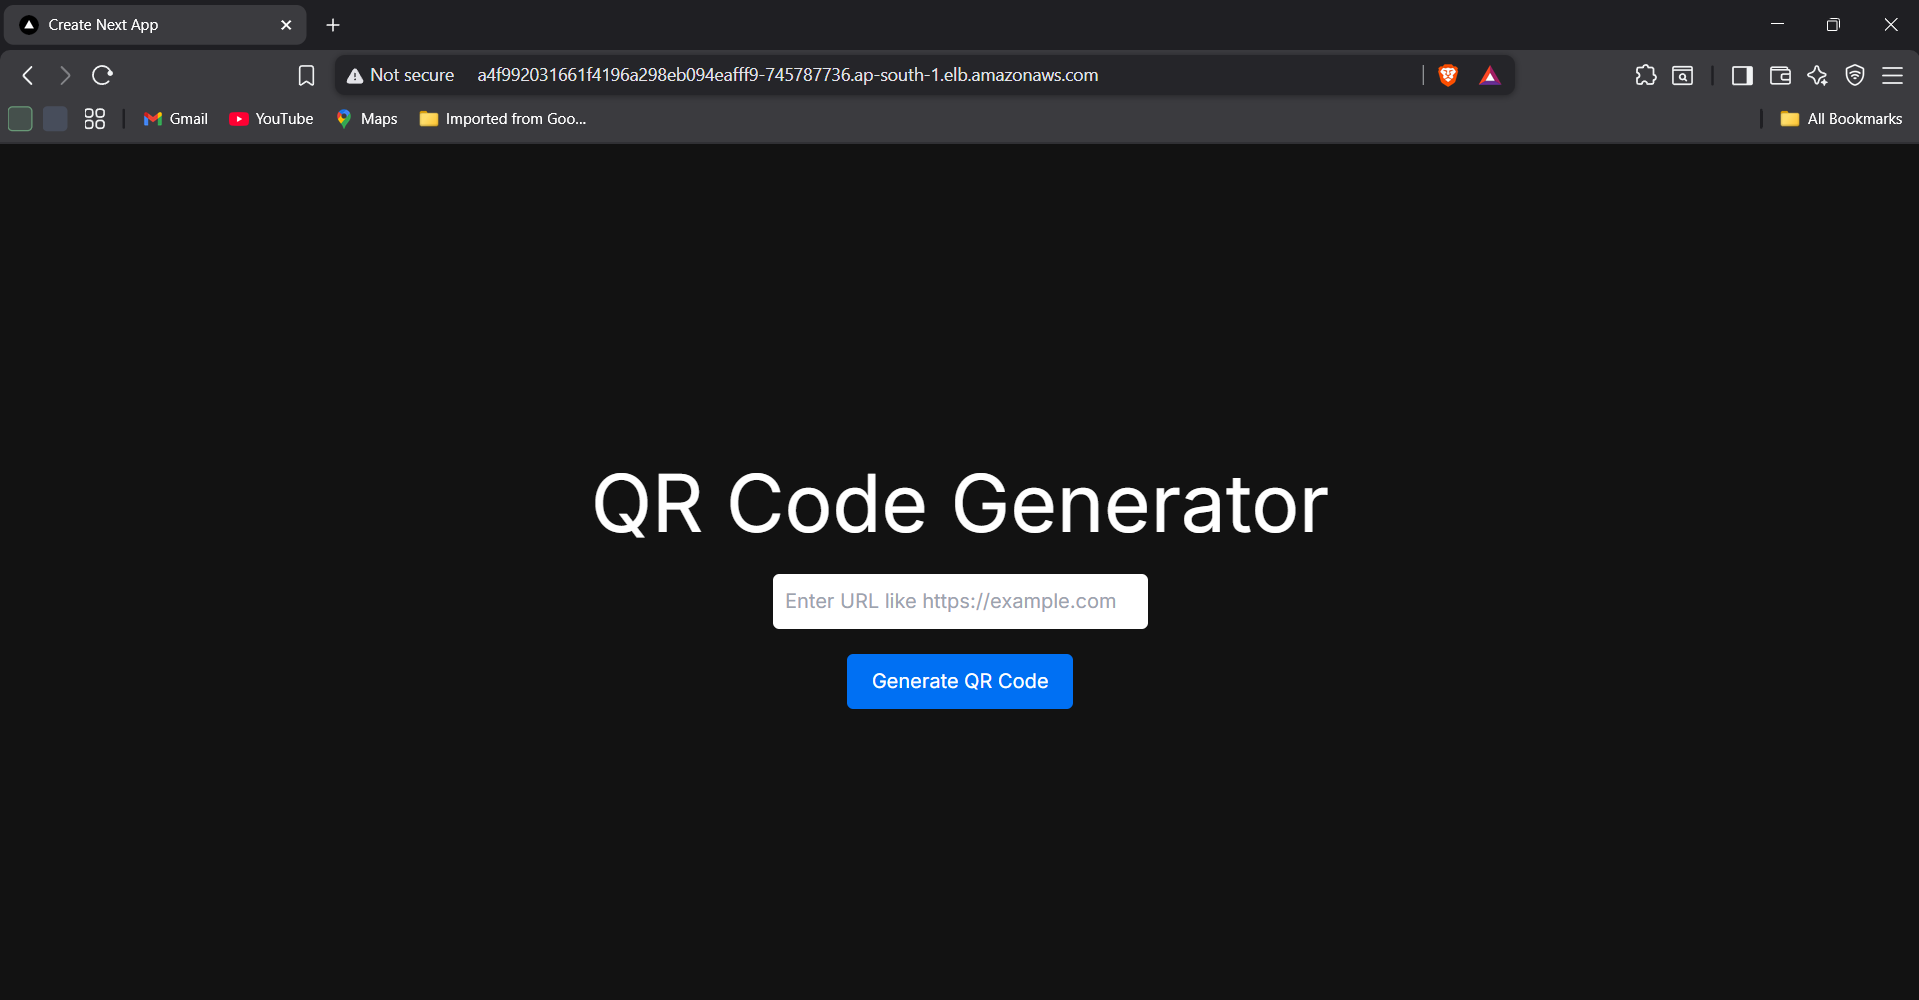 Create Next App
Not secure a4f992031661f4196a298eb094eafff9-745787736.ap-south-1.elb.amazonaws.com
Gmail YouTube Maps Imported from Goo... All Bookmarks
QR Code Generator
Enter URL like https://example.com
Generate QR Code